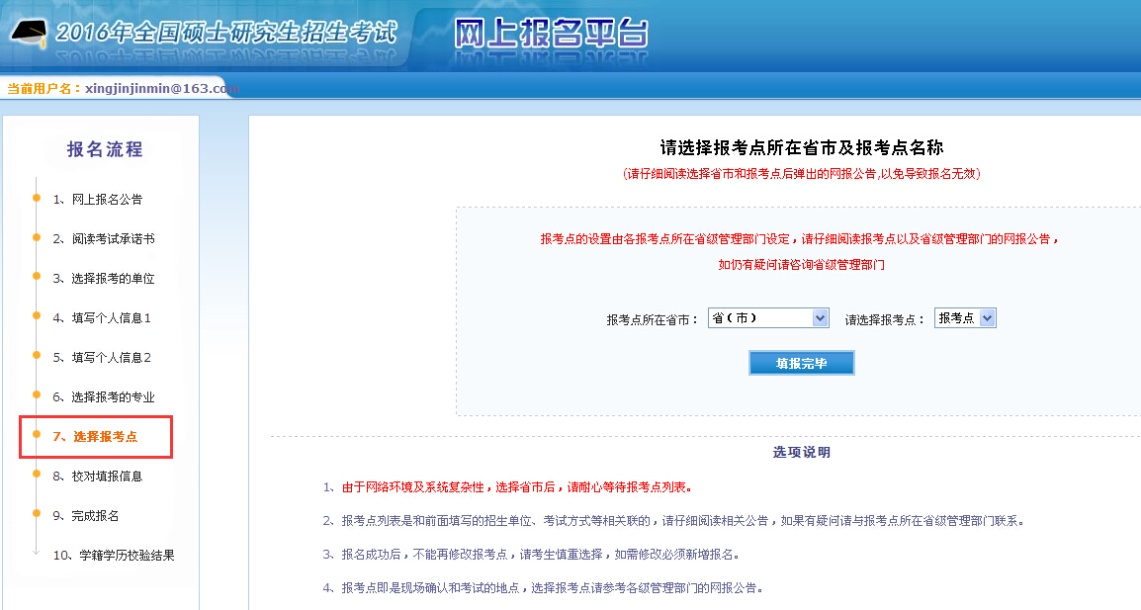 2016年全国硕士研究生招生考试
网上报名平台
当前用户名：xingjinjinmin@163.com
报名流程
1、网上报名公告
2、阅读考试承诺书
3、选择报考的单位
4、填写个人信息1
5、填写个人信息2
6、选择报考的专业
7、选择报考点
8、校对填报信息
9、完成报名
10、学籍学历校验结果
请选择报考点所在省市及报考点名称
(请仔细阅读选择省市和报考点后弹出的网报公告,以免导致报名无效)
报考点的设置由各报考点所在省级管理部门设定，请仔细阅读报考点以及省级管理部门的网报公告，
如仍有疑问请咨询省级管理部门
报考点所在省市： 省（市） 请选择报考点： 报考点
填报完毕
选项说明
1、由于网络环境及系统复杂性，选择省市后，请耐心等待报考点列表。
2、报考点列表是和前面填写的招生单位、考试方式等相关联的，请仔细阅读相关公告，如果有疑问请与报考点所在省级管理部门联系。
3、报名成功后，不能再修改报考点，请考生慎重选择，如需修改必须新增报名。
4、报考点即是现场确认和考试的地点，选择报考点请参考各级管理部门的网报公告。